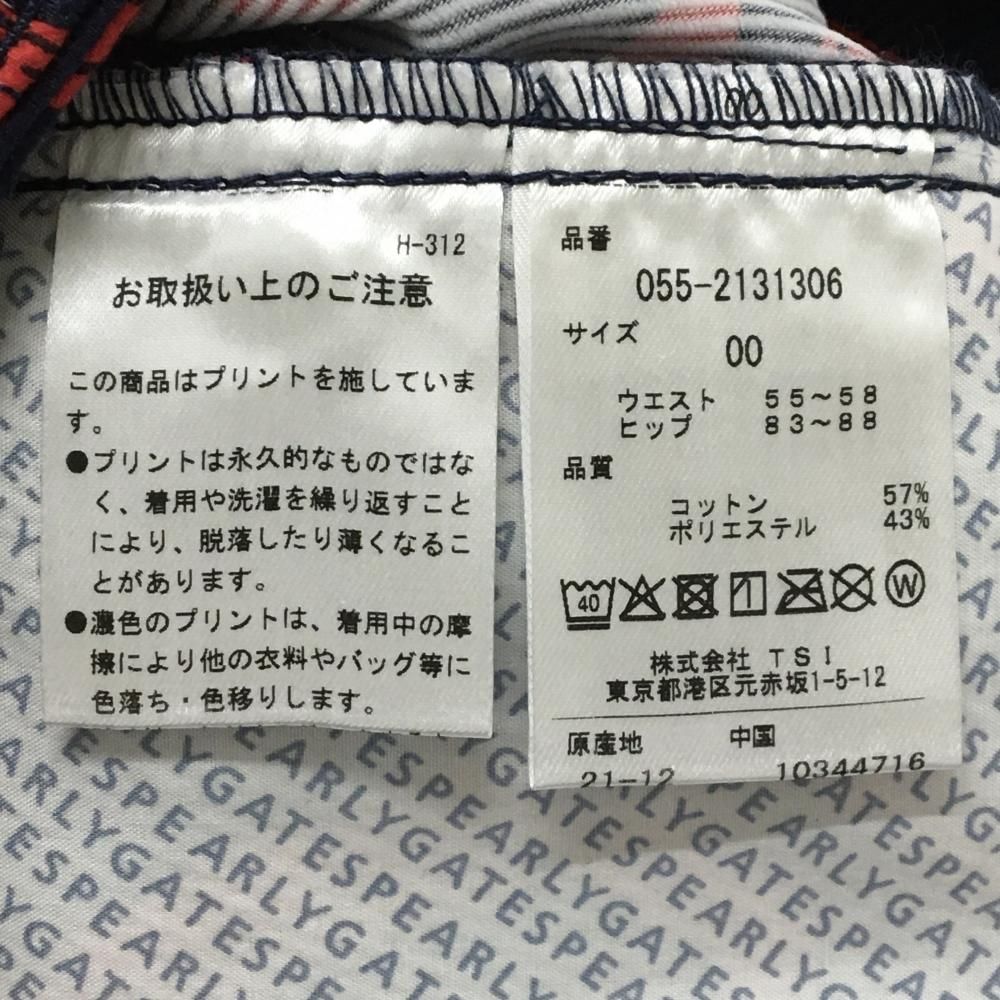 H-312
お取扱い上のご注意
この商品はプリントを施していま
す。
●プリントは永久的なものではな
く、着用や洗濯を繰り返すこと
により、脱落したり薄くなるこ
とがあります。
●濃色のプリントは、着用中の摩
擦により他の衣料やバッグ等に
色落ち・色移りします。
品番
055-2131306
サイズ
00
ウエスト 55~58
ヒップ 83~88
品質
コットン 57%
ポリエステル 43%
40 W
株式会社 TSI
東京都港区元赤坂1-5-12
原産地 中国
21-12 10344716
PEARLYGATES
PEARLYGATES
PEARLYGATES
PEARLYGATES